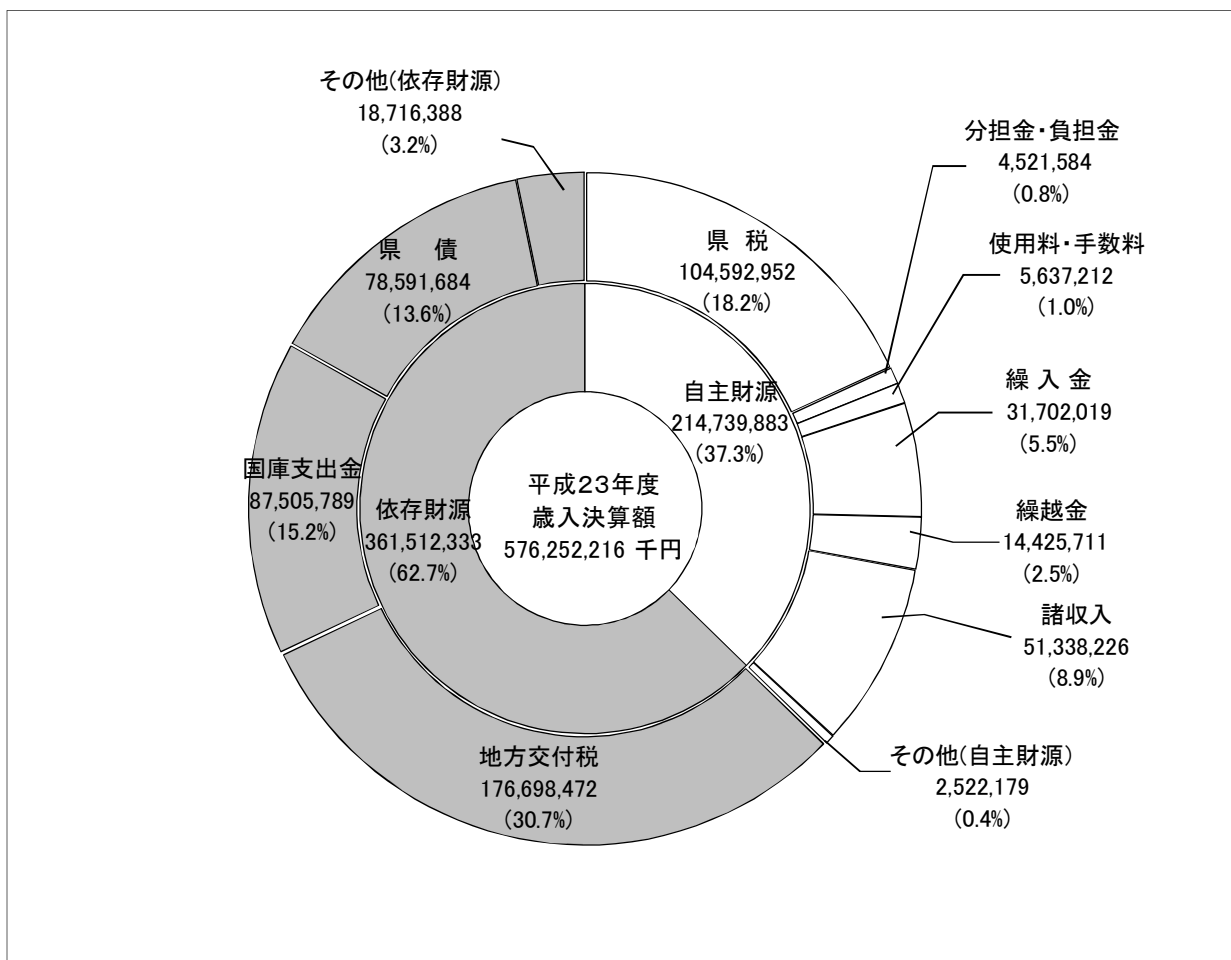 その他(依存財源)
18,716,388
(3.2%)
分担金・負担金
4,521,584
(0.8%)
県 税
104,592,952
(18.2%)
使用料・手数料
5,637,212
(1.0%)
県 債
78,591,684
(13.6%)
繰 入 金
31,702,019
(5.5%)
自主財源
214,739,883
(37.3%)
国庫支出金
87,505,789
(15.2%)
依存財源
361,512,333
(62.7%)
平成23年度
歳入決算額
576,252,216 千円
繰越金
14,425,711
(2.5%)
諸収入
51,338,226
(8.9%)
地方交付税
176,698,472
(30.7%)
その他(自主財源)
2,522,179
(0.4%)